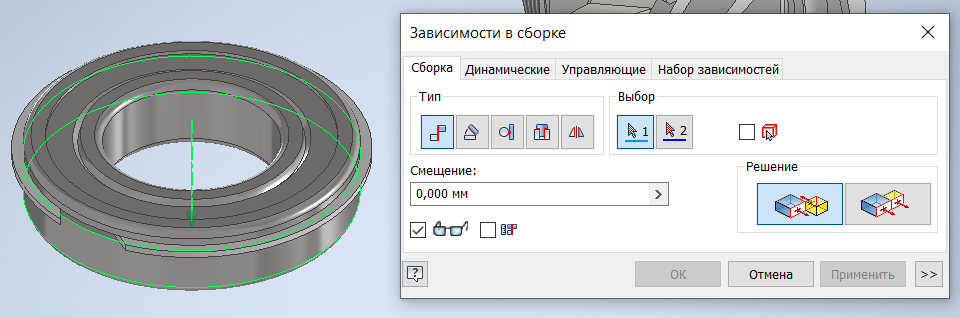 Зависимости в сборке
Сборка Динамические Управляющие Набор зависимостей
Тип
Выбор
1 2
Смещение:
0,000 мм
Решение
?
ОК Отмена Применить >>